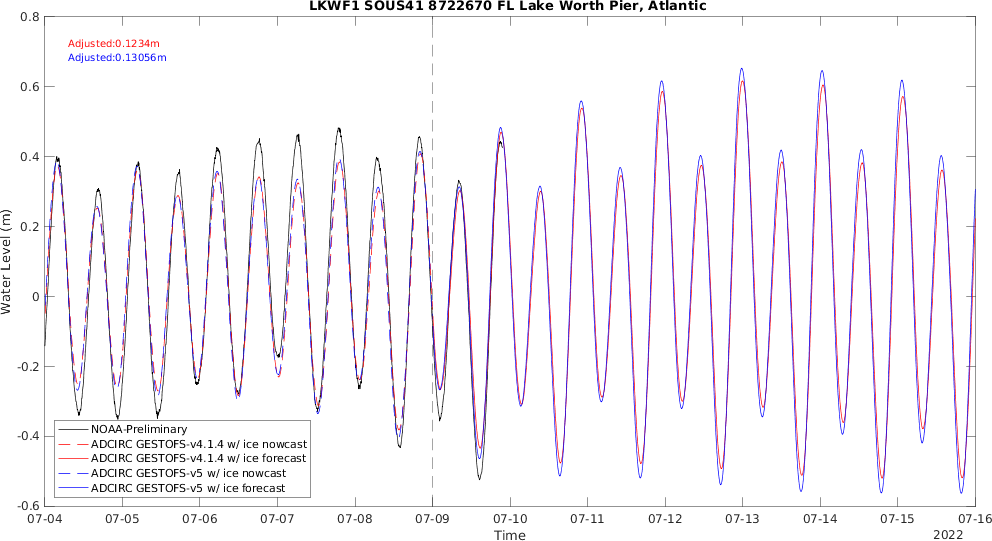 LKWF1 SOUS41 8722670 FL Lake Worth Pier, Atlantic
Adjusted:0.1234m
Adjusted:0.13056m
0.8
0.6
0.4
0.2
0
-0.2
-0.4
-0.6
Water Level (m)
NOAA-Preliminary
ADCIRC GESTOFS-v4.1.4 w/ ice nowcast
ADCIRC GESTOFS-v4.1.4 w/ ice forecast
ADCIRC GESTOFS-v5 w/ ice nowcast
ADCIRC GESTOFS-v5 w/ ice forecast
07-04 07-05 07-06 07-07 07-08 07-09 07-10 07-11 07-12 07-13 07-14 07-15 07-16
Time
2022